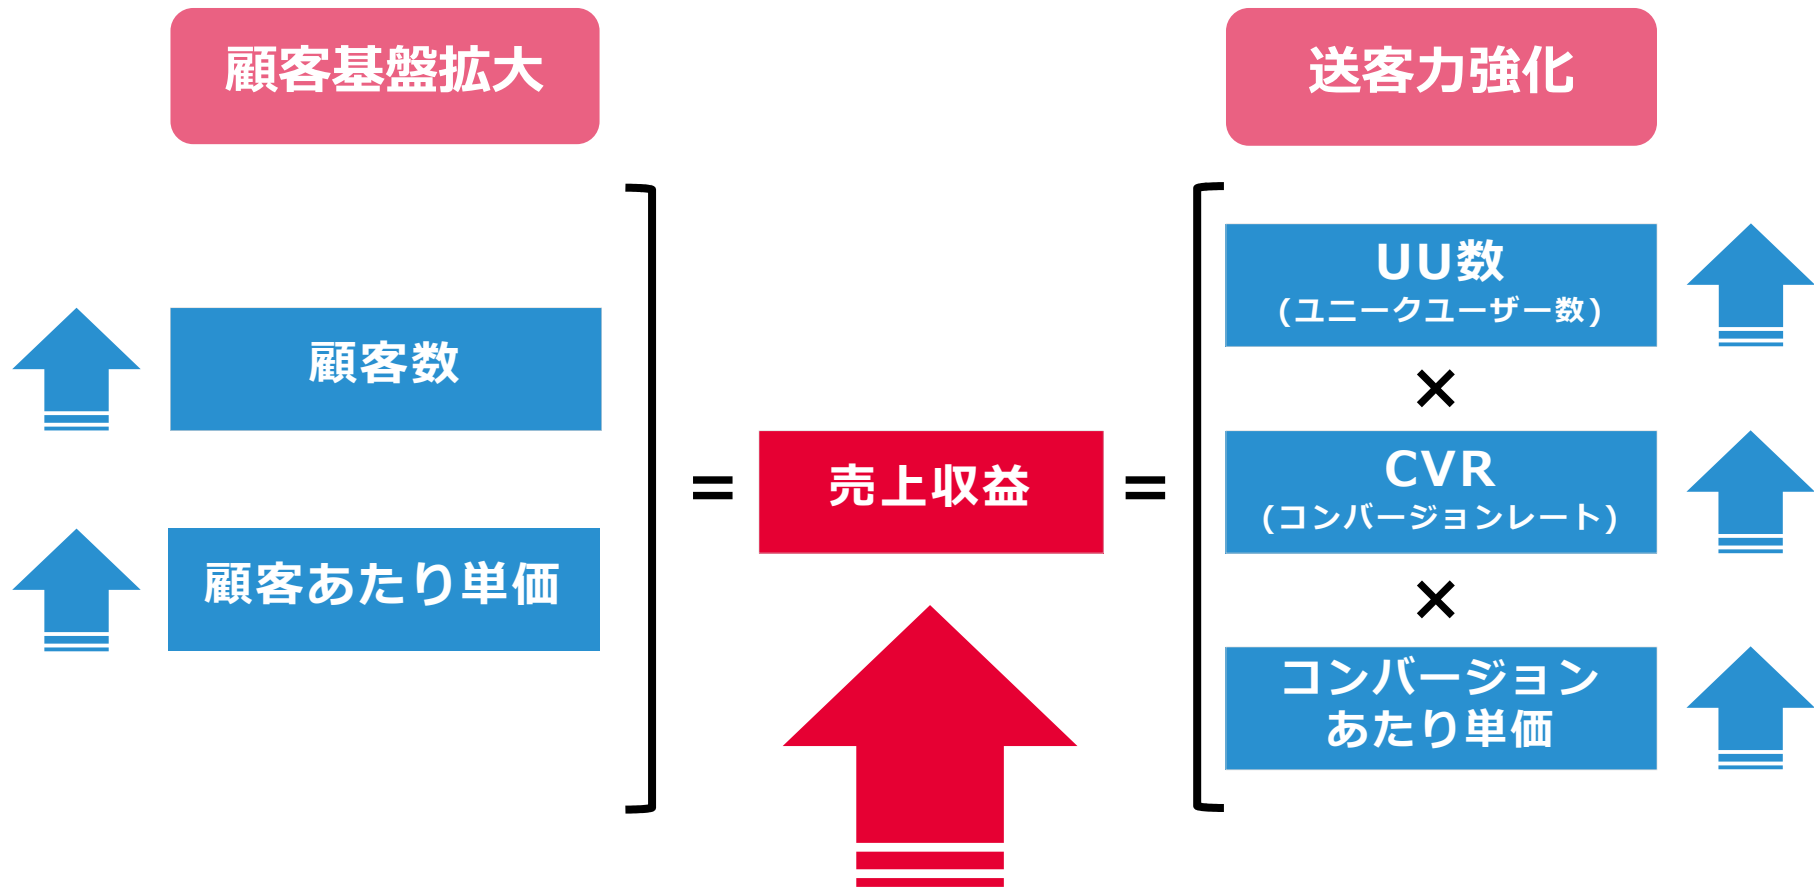 顧客基盤拡大
顧客数
顧客あたり単価
=
売上収益
=
送客力強化
UU数
(ユニークユーザー数)
×
CVR
(コンバージョンレート)
×
コンバージョン
あたり単価